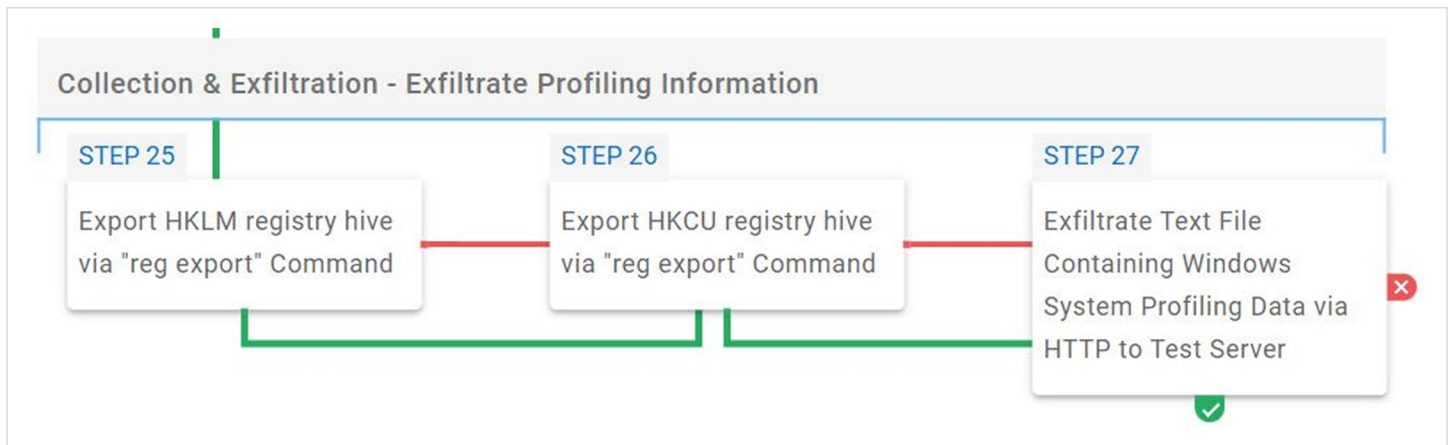 Collection & Exfiltration - Exfiltrate Profiling Information
STEP 25
Export HKLM registry hive
via "reg export" Command
STEP 26
Export HKCU registry hive
via "reg export" Command
STEP 27
Exfiltrate Text File
Containing Windows
System Profiling Data via
HTTP to Test Server